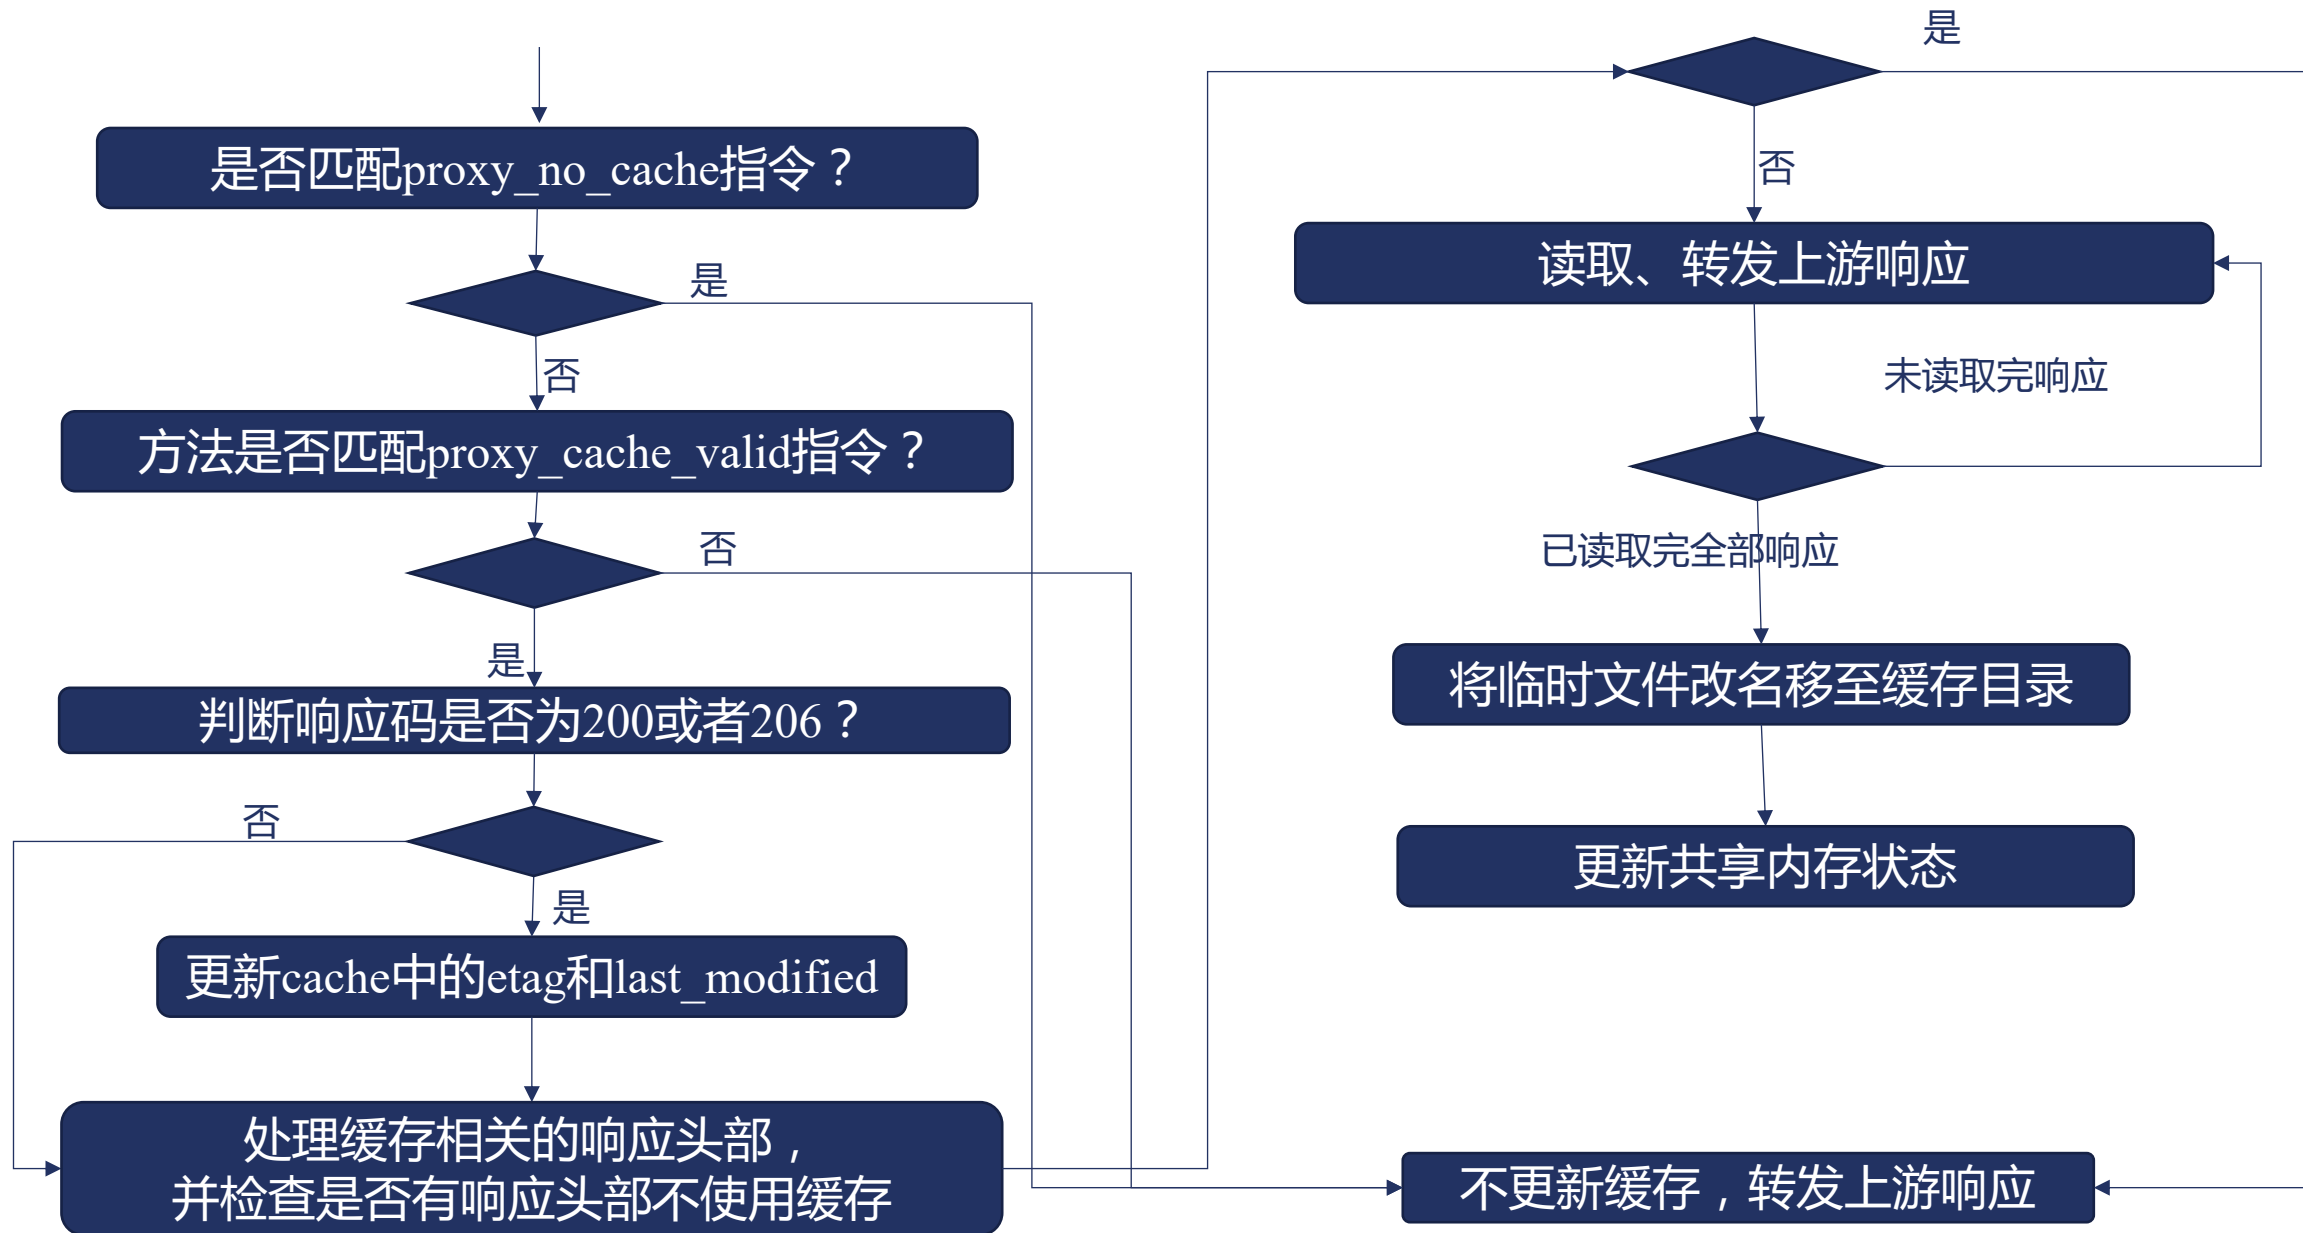 是否匹配proxy_no_cache指令？
是
否
方法是否匹配proxy_cache_valid指令？
否
是
判断响应码是否为200或者206？
否
是
更新cache中的etag和last_modified
处理缓存相关的响应头部，
并检查是否有响应头部不使用缓存
是
否
读取、转发上游响应
未读取完响应
已读取完全部响应
将临时文件改名移至缓存目录
更新共享内存状态
不更新缓存，转发上游响应